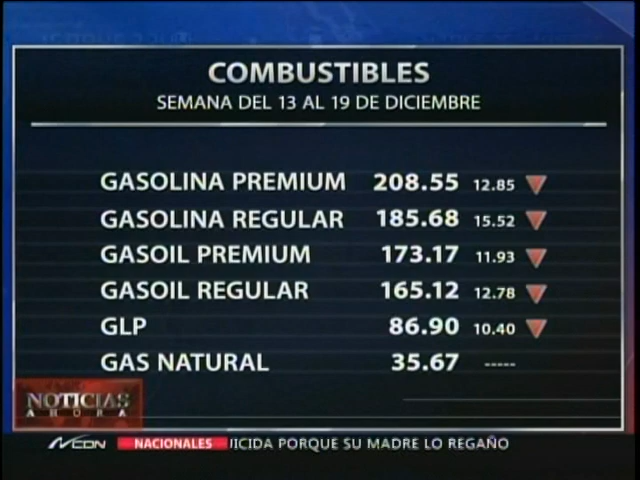 COMBUSTIBLES
SEMANA DEL 13 AL 19 DE DICIEMBRE
GASOLINA PREMIUM 208.55 12.85
GASOLINA REGULAR 185.68 15.52
GASOIL PREMIUM 173.17 11.93
GASOIL REGULAR 165.12 12.78
GLP 86.90 10.40
GAS NATURAL 35.67 -----
NOTICIAS
AHORA
CDN NACIONALES UICIDA PORQUE SU MADRE LO REGAÑO